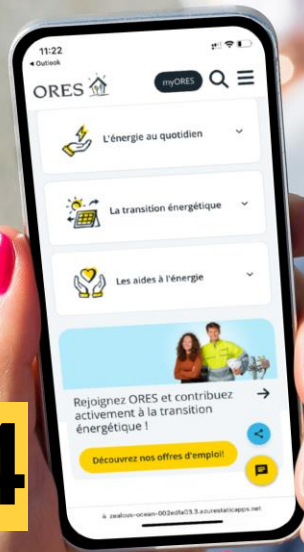 11:22
◀ Outlook
ORES
myORES
L'énergie au quotidien
La transition énergétique
Les aides à l'énergie
Rejoignez ORES et contribuez
activement à la transition
énergétique !
Découvrez nos offres d'emploi!
4